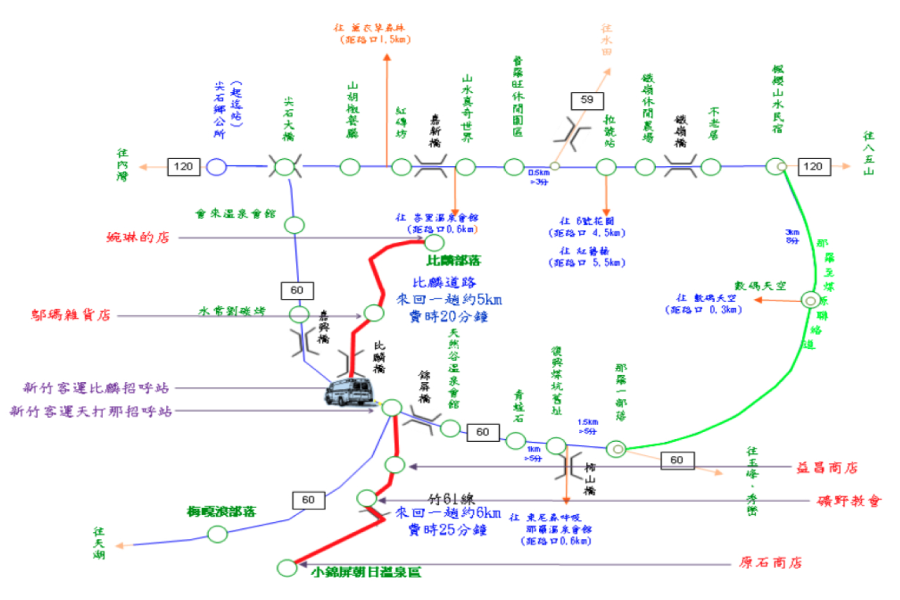 往 薰衣草森林
(距路口1.5km)
往水田
59
(起迄站)
尖石鄉公所
尖石大橋
山胡椒餐廳
紅磚坊
嘉新橋
山水真奇世界
普羅旺休閒園區
拉號站
鐵嶺休閒農場
鐵嶺橋
不老居
楓櫻山水民宿
往內灣
120
120
往八五山
0.5km
>3分
往 峇里溫泉會館
(距路口0.6km)
往 6號花園
(距路口 4.5km)
往 紅薔薇
(距路口 5.5km)
3km
8分
那羅至煤原聯絡道
會來溫泉會館
婉琳的店
比麟部落
比麟道路
來回一趟約5km
費時20分鐘
60
數碼天空
往 數碼天空
(距路口 0.3km)
鄔瑪雜貨店
水常劉碳烤
嘉興橋
比麟橋
新竹客運比麟招呼站
新竹客運天打那招呼站
錦屏橋
天然谷溫泉會館
60
青蛙石
復興煤坑舊址
那羅一部落
1km
>5分
1.5km
>5分
柿山橋
60
往玉峰、秀巒
益昌商店
礦野教會
竹61線
來回一趟約6km
費時25分鐘
60
梅嘎浪部落
往天湖
往 東尼森呼吸
那羅溫泉會館
(距路口0.6km)
原石商店
小錦屏朝日溫泉區